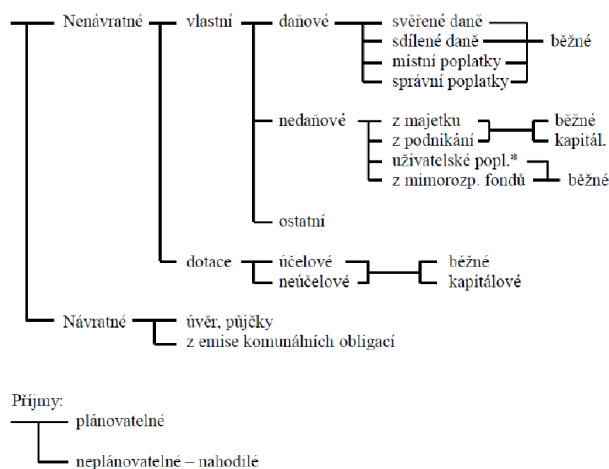 Nenávratné vlastní daňové svěřené daně
sdílené daně běžné
místní poplatky
správní poplatky
nedaňové z majetku běžné
z podnikání kapitál.
uživatelské popl.*
z mimorozp. fondů běžné
ostatní
dotace účelové běžné
neúčelové kapitálové
Návratné úvěr, půjčky
z emise komunálních obligací
Příjmy:
plánovatelné
neplánovatelné – nahodilé